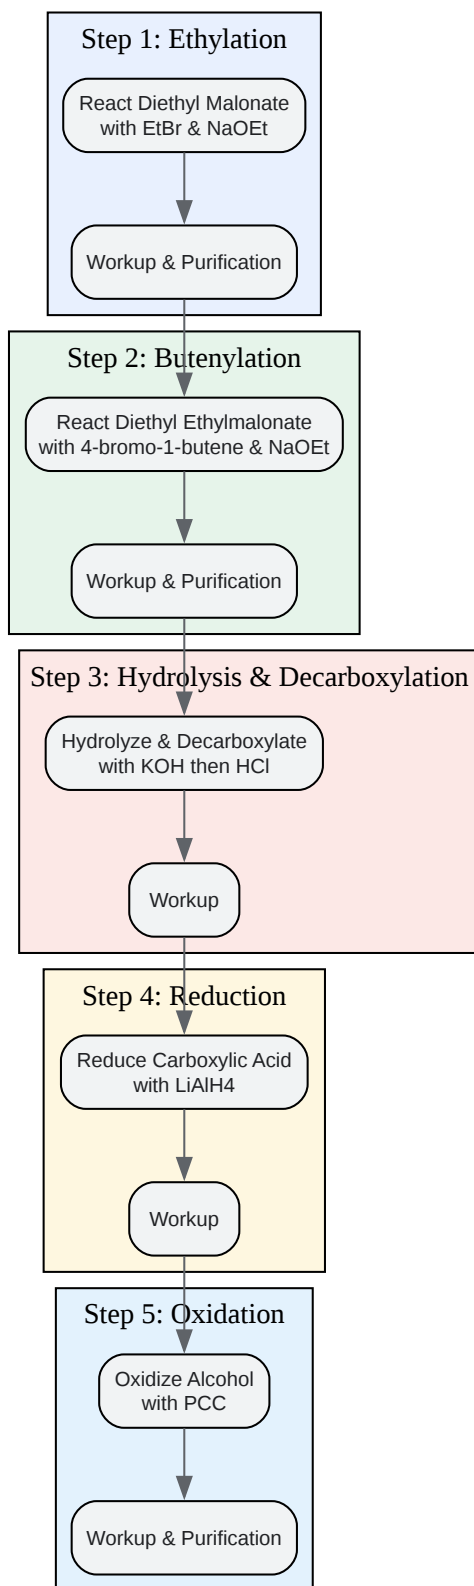 Step 1: Ethylation
React Diethyl Malonate
with EtBr & NaOEt
Workup & Purification
Step 2: Butenylation
React Diethyl Ethylmalonate
with 4-bromo-1-butene & NaOEt
Workup & Purification
Step 3: Hydrolysis & Decarboxylation
Hydrolyze & Decarboxylate
with KOH then HCl
Workup
Step 4: Reduction
Reduce Carboxylic Acid
with LiAlH4
Workup
Step 5: Oxidation
Oxidize Alcohol
with PCC
Workup & Purification